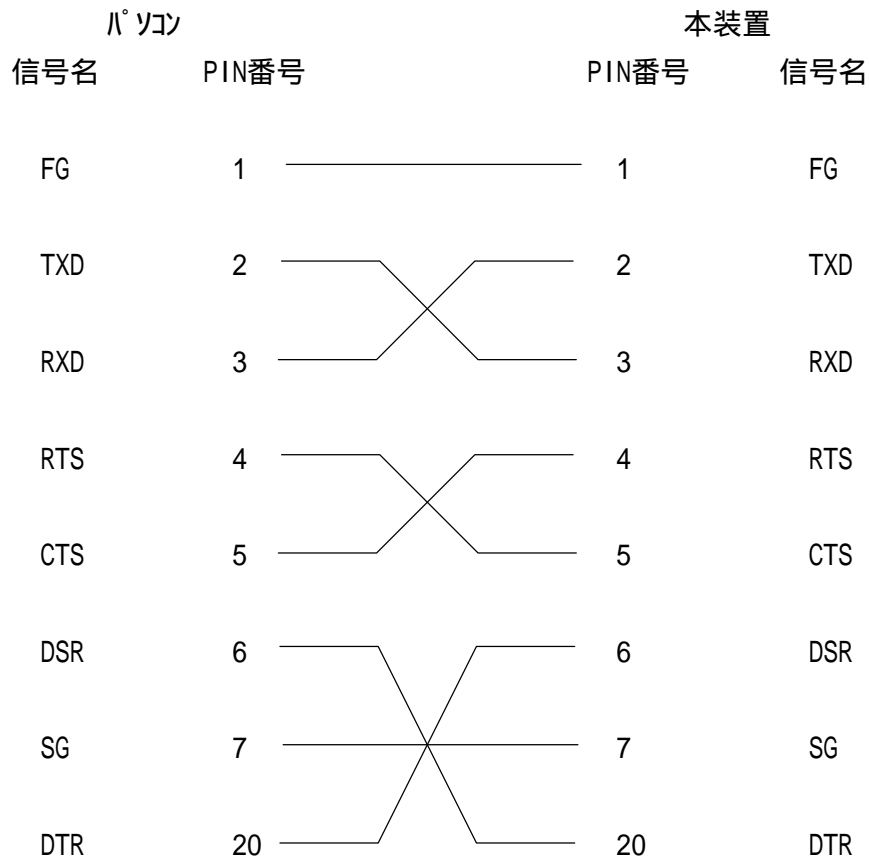 パソコン 本装置
信号名 PIN番号 PIN番号 信号名
FG 1 1 FG
TXD 2 2 TXD
RXD 3 3 RXD
RTS 4 4 RTS
CTS 5 5 CTS
DSR 6 6 DSR
SG 7 7 SG
DTR 20 20 DTR